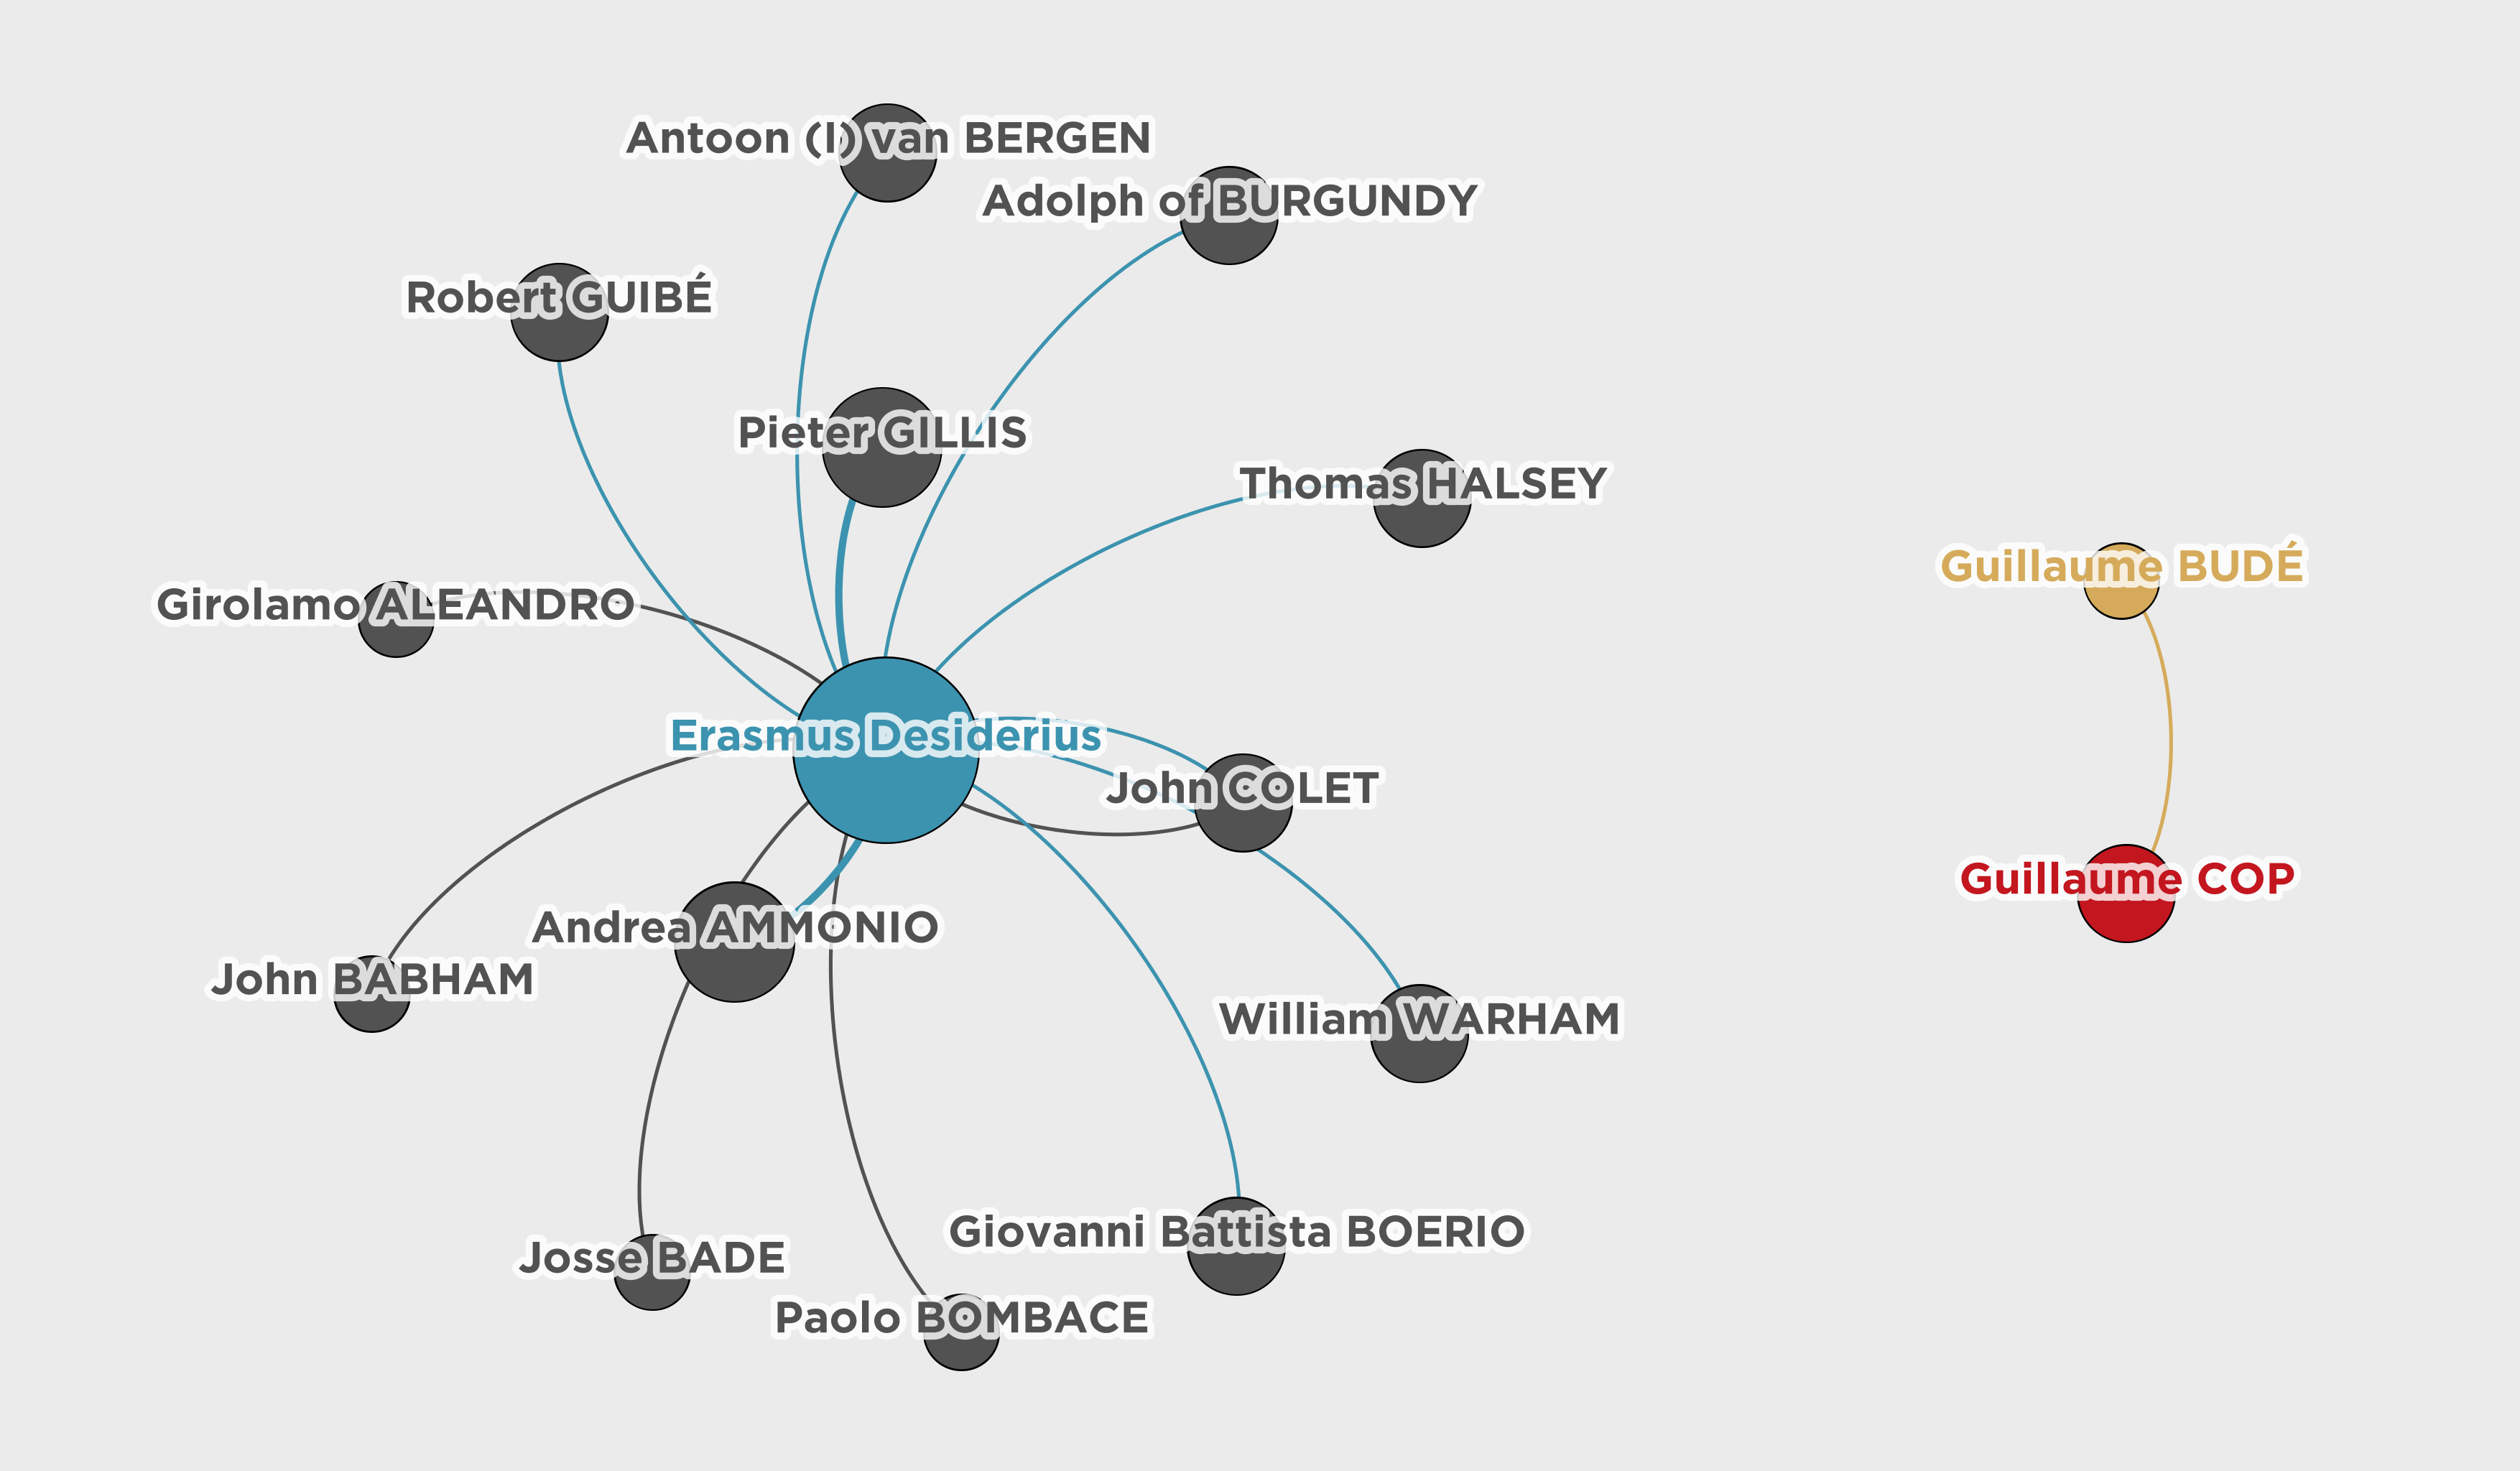 Antoon (I) van BERGEN
Adolph of BURGUNDY
Robert GUIBÉ
Pieter GILLIS
Thomas HALSEY
Guillaume BUDÉ
Girolamo ALEANDRO
Erasmus Desiderius
John COLET
Guillaume COP
Andrea AMMONIO
John BABHAM
William WARHAM
Giovanni Battista BOERIO
Josse BADE
Paolo BOMBACE